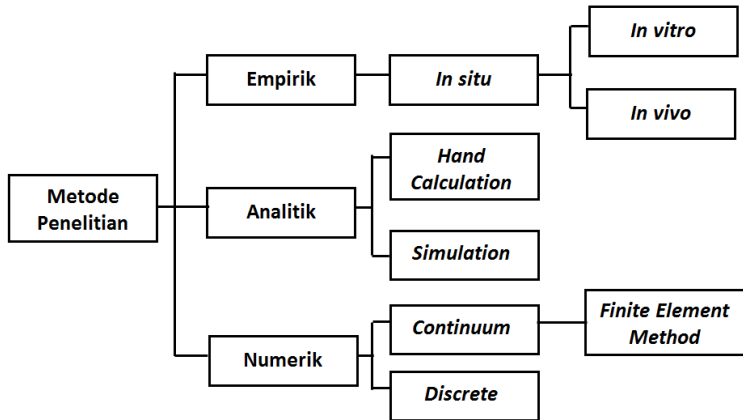 Metode
Penelitian
Empirik
In situ
In vitro
In vivo
Analitik
Hand
Calculation
Simulation
Numerik
Continuum
Finite Element
Method
Discrete